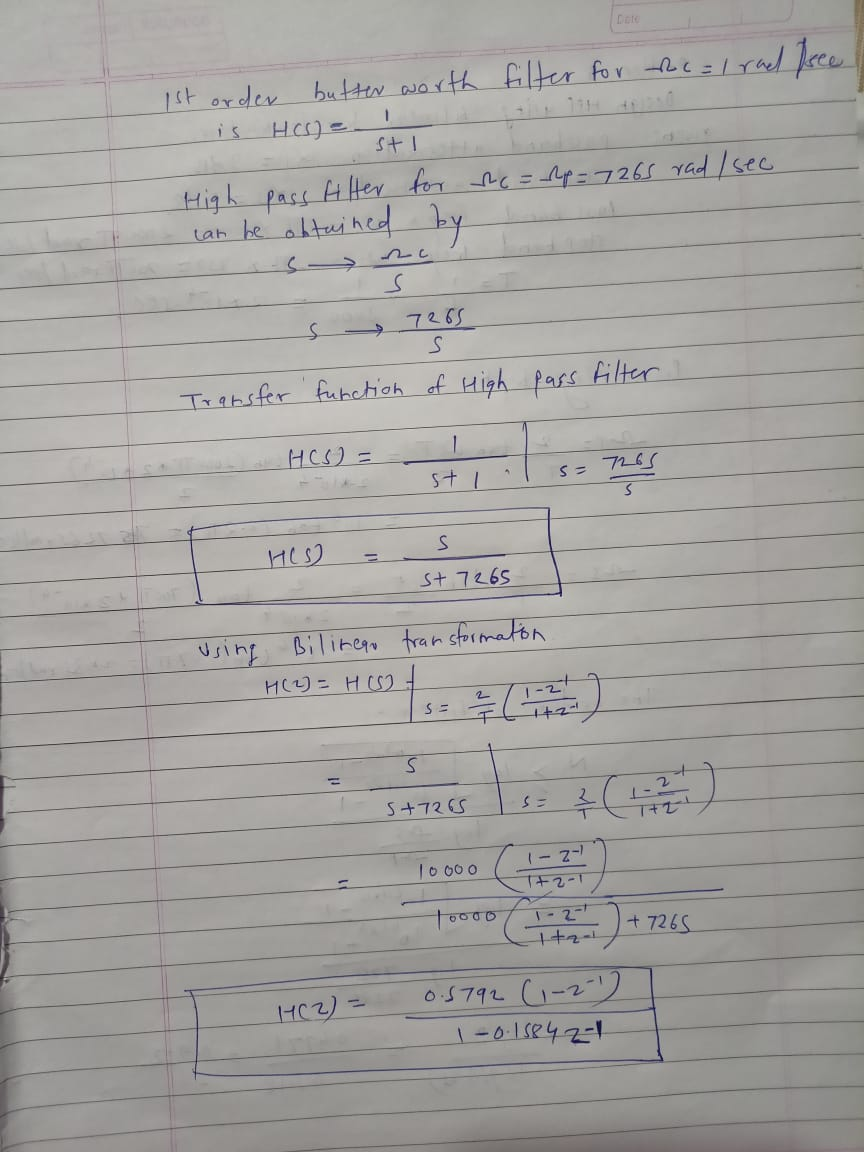 Date
1st order butter worth filter for Ωc = 1 rad /sec
is H(s) = 1 / s+1
High pass filter for Ωc = Ωp = 7265 rad /sec
can be obtained by
s → Ωc / s
s → 7265 / s
Transfer function of High pass filter
H(s) = 1 / s+1 | s = 7265 / s
H(s) = s / s+7265
Using Bilinear transformation
H(z) = H(s) | s = 2/T (1-z⁻¹ / 1+z⁻¹)
= s / s+7265 | s = 2/T (1-z⁻¹ / 1+z⁻¹)
= 10000 (1-z⁻¹ / 1+z⁻¹) / 10000 (1-z⁻¹ / 1+z⁻¹) + 7265
H(z) = 0.5792 (1-z⁻¹) / 1-0.1584 z⁻¹